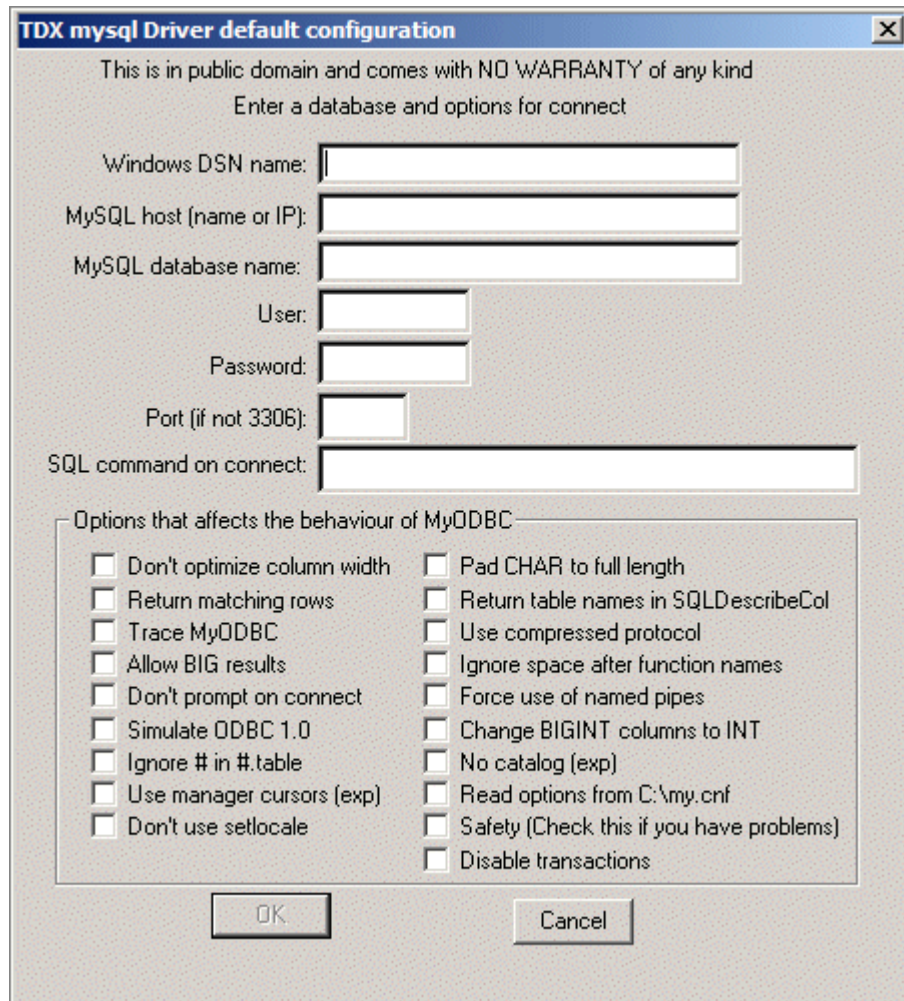 TDX mysql Driver default configuration
This is in public domain and comes with NO WARRANTY of any kind
Enter a database and options for connect
Windows DSN name:
MySQL host (name or IP):
MySQL database name:
User:
Password:
Port (if not 3306):
SQL command on connect:
Options that affects the behaviour of MyODBC
Don't optimize column width
Return matching rows
Trace MyODBC
Allow BIG results
Don't prompt on connect
Simulate ODBC 1.0
Ignore # in #.table
Use manager cursors (exp)
Don't use setlocale
Pad CHAR to full length
Return table names in SQLDescribeCol
Use compressed protocol
Ignore space after function names
Force use of named pipes
Change BIGINT columns to INT
No catalog (exp)
Read options from C:\my.cnf
Safety (Check this if you have problems)
Disable transactions
OK
Cancel